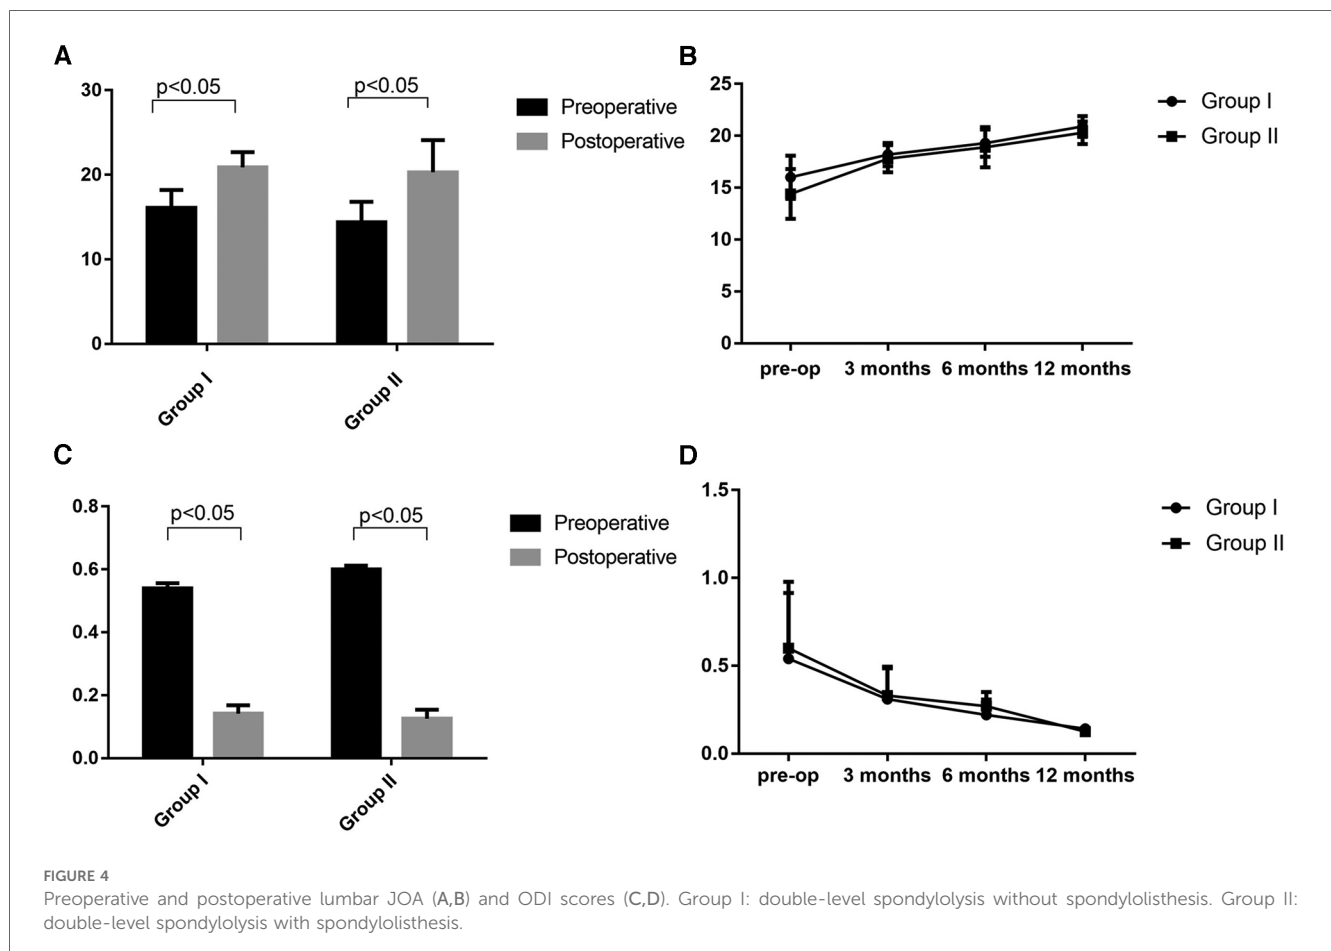 A
p<0.05
p<0.05
30
20
10
0
Preoperative
Postoperative
Group I
Group II
B
25
20
15
10
5
0
Group I
Group II
pre-op 3 months 6 months 12 months
C
p<0.05
p<0.05
0.8
0.6
0.4
0.2
0.0
Preoperative
Postoperative
Group I
Group II
D
1.5
1.0
0.5
0.0
Group I
Group II
pre-op 3 months 6 months 12 months
FIGURE 4
Preoperative and postoperative lumbar JOA (A,B) and ODI scores (C,D). Group I: double-level spondylolysis without spondylolisthesis. Group II:
double-level spondylolysis with spondylolisthesis.